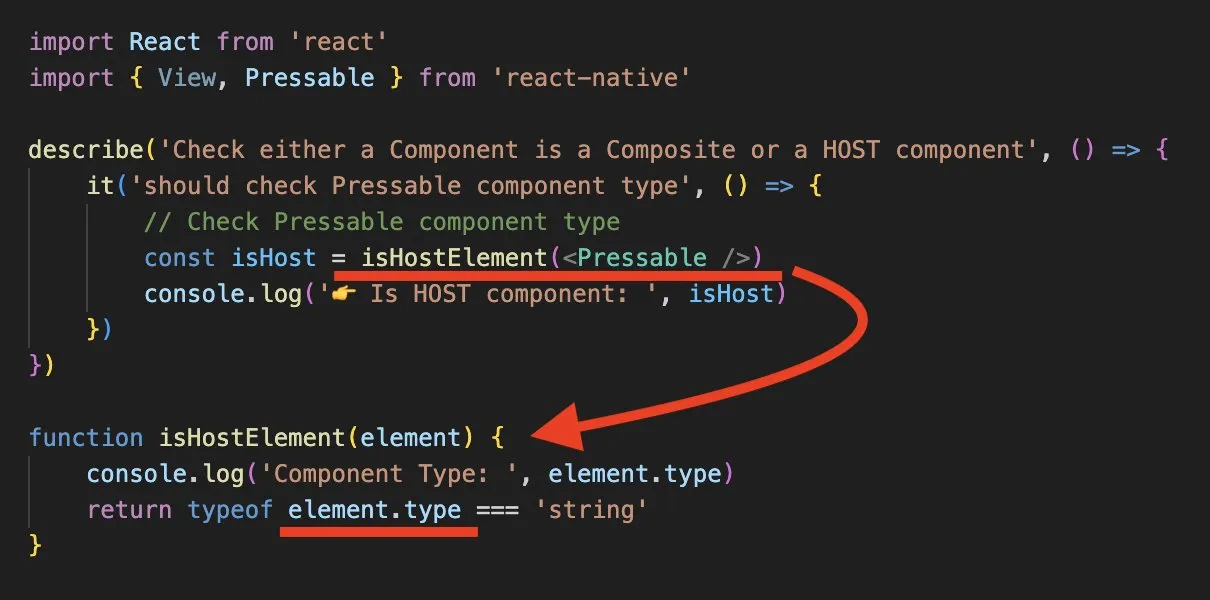 import React from 'react'
import { View, Pressable } from 'react-native'
describe('Check either a Component is a Composite or a HOST component', () => {
it('should check Pressable component type', () => {
// Check Pressable component type
const isHost = isHostElement(<Pressable />)
console.log('👉 Is HOST component: ', isHost)
})
})
function isHostElement(element) {
console.log('Component Type: ', element.type)
return typeof element.type === 'string'
}